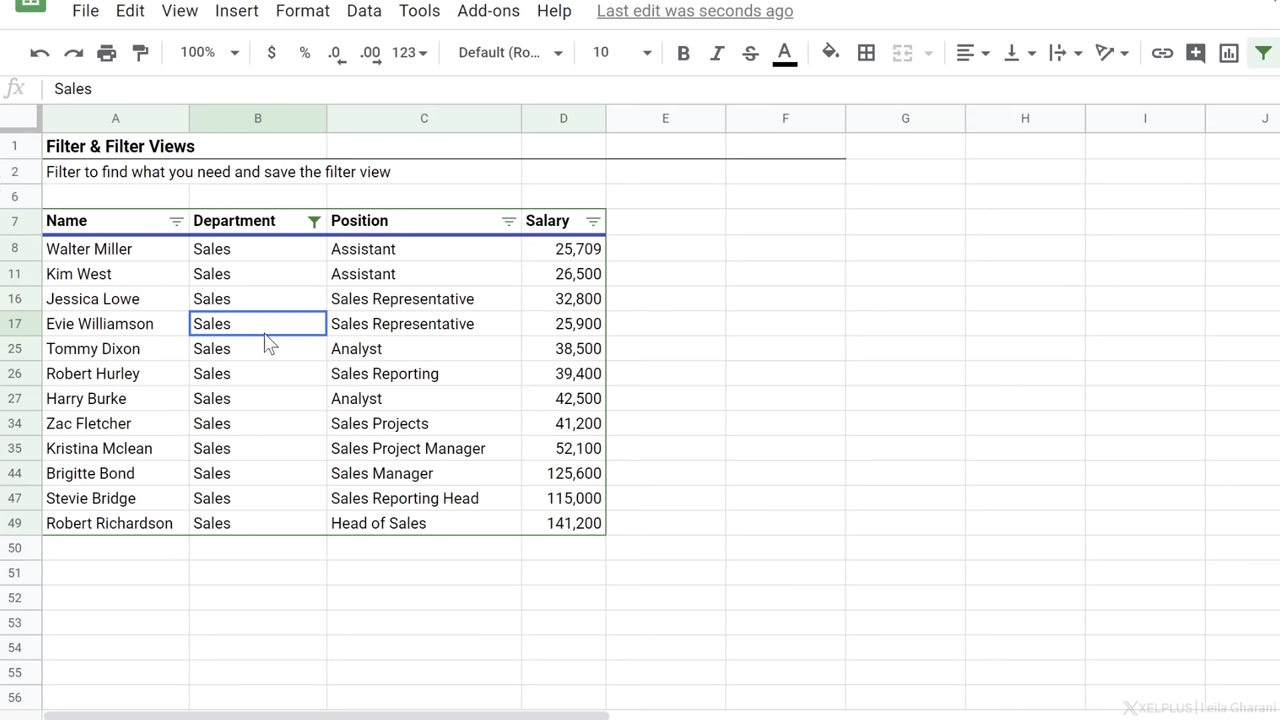 File Edit View Insert Format Data Tools Add-ons Help Last edit was seconds ago
100% $ % .0 .00 123 Default (Ro... 10 B I S A
fx Sales
A B C D E F G H I J
1 Filter & Filter Views
2 Filter to find what you need and save the filter view
6
7 Name Department Position Salary
8 Walter Miller Sales Assistant 25,709
11 Kim West Sales Assistant 26,500
16 Jessica Lowe Sales Sales Representative 32,800
17 Evie Williamson Sales Sales Representative 25,900
25 Tommy Dixon Sales Analyst 38,500
26 Robert Hurley Sales Sales Reporting 39,400
27 Harry Burke Sales Analyst 42,500
34 Zac Fletcher Sales Sales Projects 41,200
35 Kristina Mclean Sales Sales Project Manager 52,100
44 Brigitte Bond Sales Sales Manager 125,600
47 Stevie Bridge Sales Sales Reporting Head 115,000
49 Robert Richardson Sales Head of Sales 141,200
50
51
52
53
54
55
56
XELPLUS | Leila Gharani